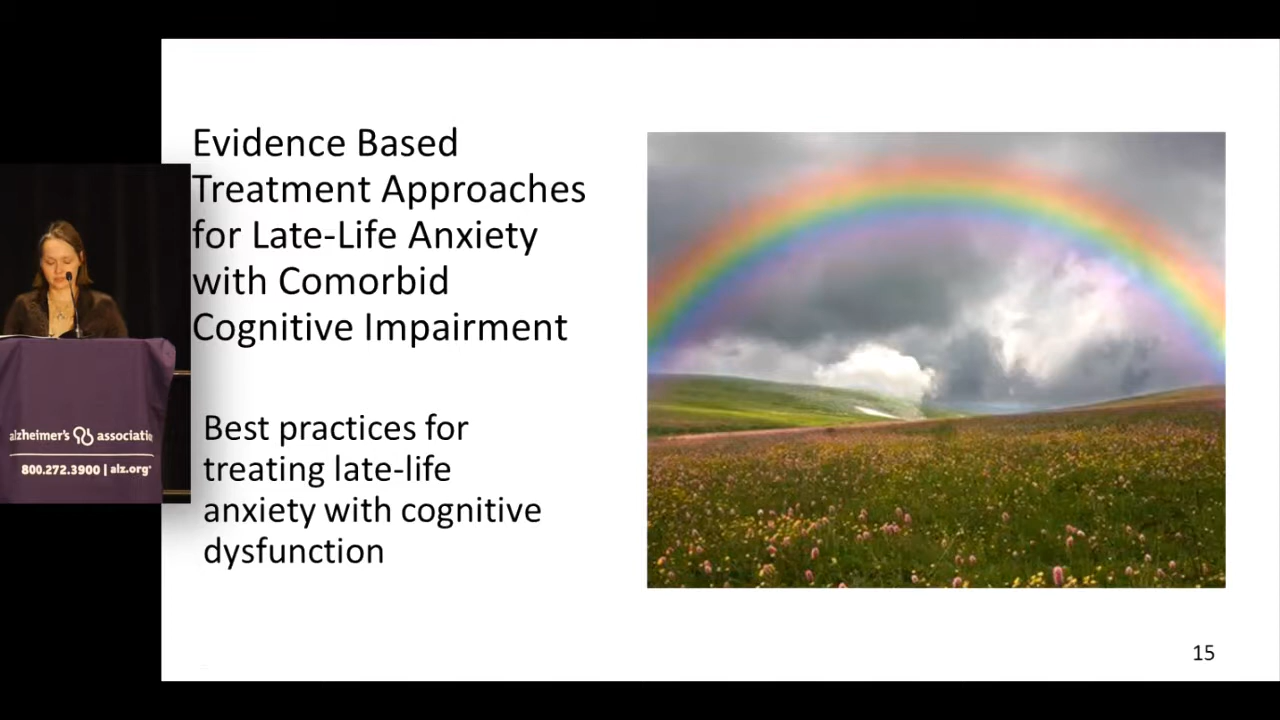 Evidence Based
Treatment Approaches
for Late-Life Anxiety
with Comorbid
Cognitive Impairment
Best practices for
treating late-life
anxiety with cognitive
dysfunction
alzheimer's
800.272.3900 | alz.org
15